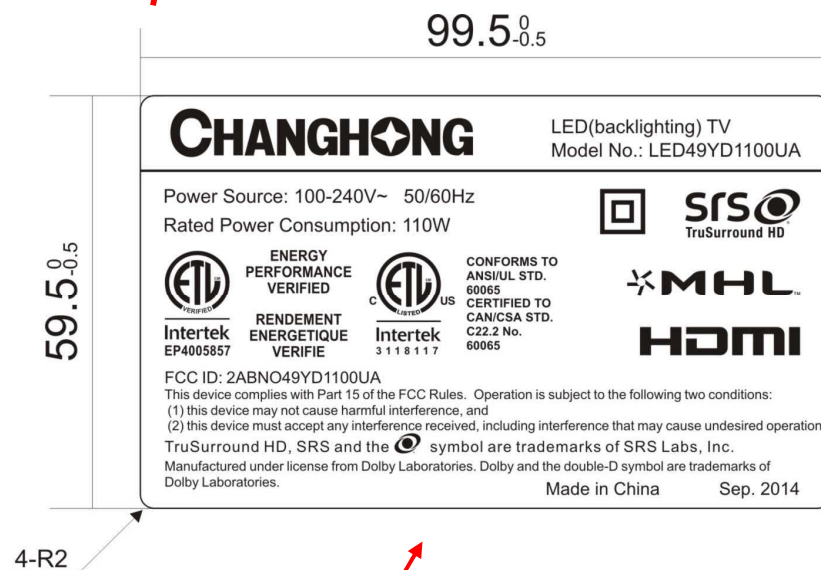 99.5 0 -0.5
59.5 0 -0.5
CHANGHONG
LED(backlighting) TV
Model No.: LED49YD1100UA
Power Source: 100-240V~ 50/60Hz
Rated Power Consumption: 110W
SRS
TruSurround HD
ETL
VERIFIED
Intertek
EP4005857
ENERGY
PERFORMANCE
VERIFIED
RENDEMENT
ENERGETIQUE
VERIFIE
C ETL US
LISTED
Intertek
3118117
CONFORMS TO
ANSI/UL STD.
60065
CERTIFIED TO
CAN/CSA STD.
C22.2 No.
60065
MHL
HDMI
FCC ID: 2ABNO49YD1100UA
This device complies with Part 15 of the FCC Rules. Operation is subject to the following two conditions:
(1) this device may not cause harmful interference, and
(2) this device must accept any interference received, including interference that may cause undesired operation
TruSurround HD, SRS and the symbol are trademarks of SRS Labs, Inc.
Manufactured under license from Dolby Laboratories. Dolby and the double-D symbol are trademarks of
Dolby Laboratories.
Made in China Sep. 2014
4-R2